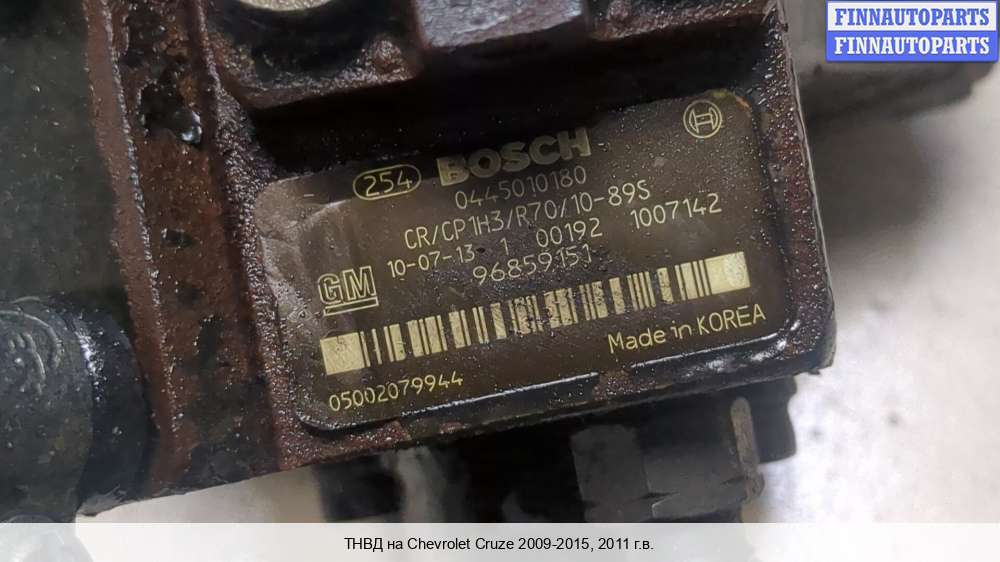 FINNAUTOPARTS
FINNAUTOPARTS
254 BOSCH
0445010180
CR/CP1H3/R70/10-89S
10-07-13 1 00192 1007142
GM 96859151
05002079944 Made in KOREA
ТНВД на Chevrolet Cruze 2009-2015, 2011 г.в.